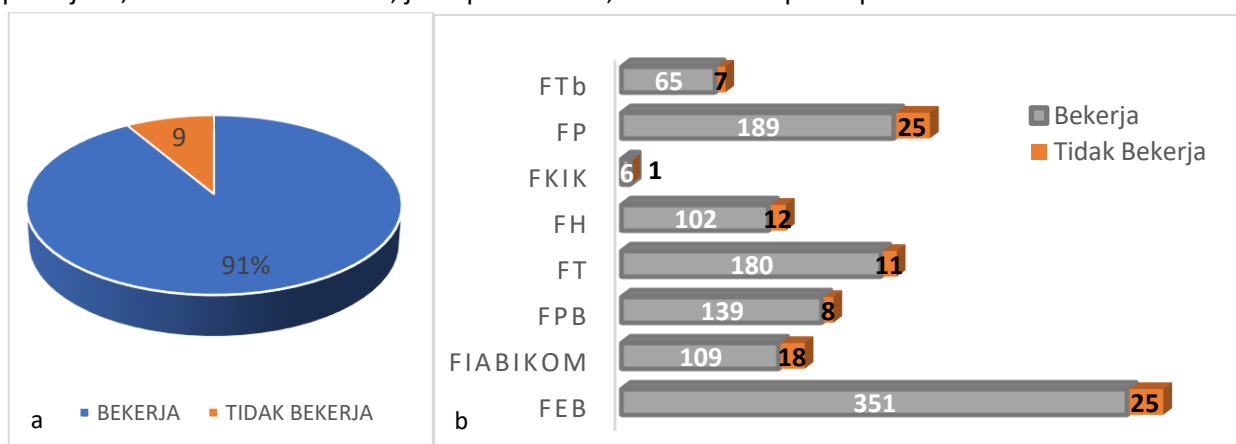 9
91%
BEKERJA TIDAK BEKERJA
a
FTb 65 7
FP 189 25
FKIK 6 1
FH 102 12
FT 180 11
FPB 139 8
FIABIKOM 109 18
FEB 351 25
Bekerja
Tidak Bekerja
b